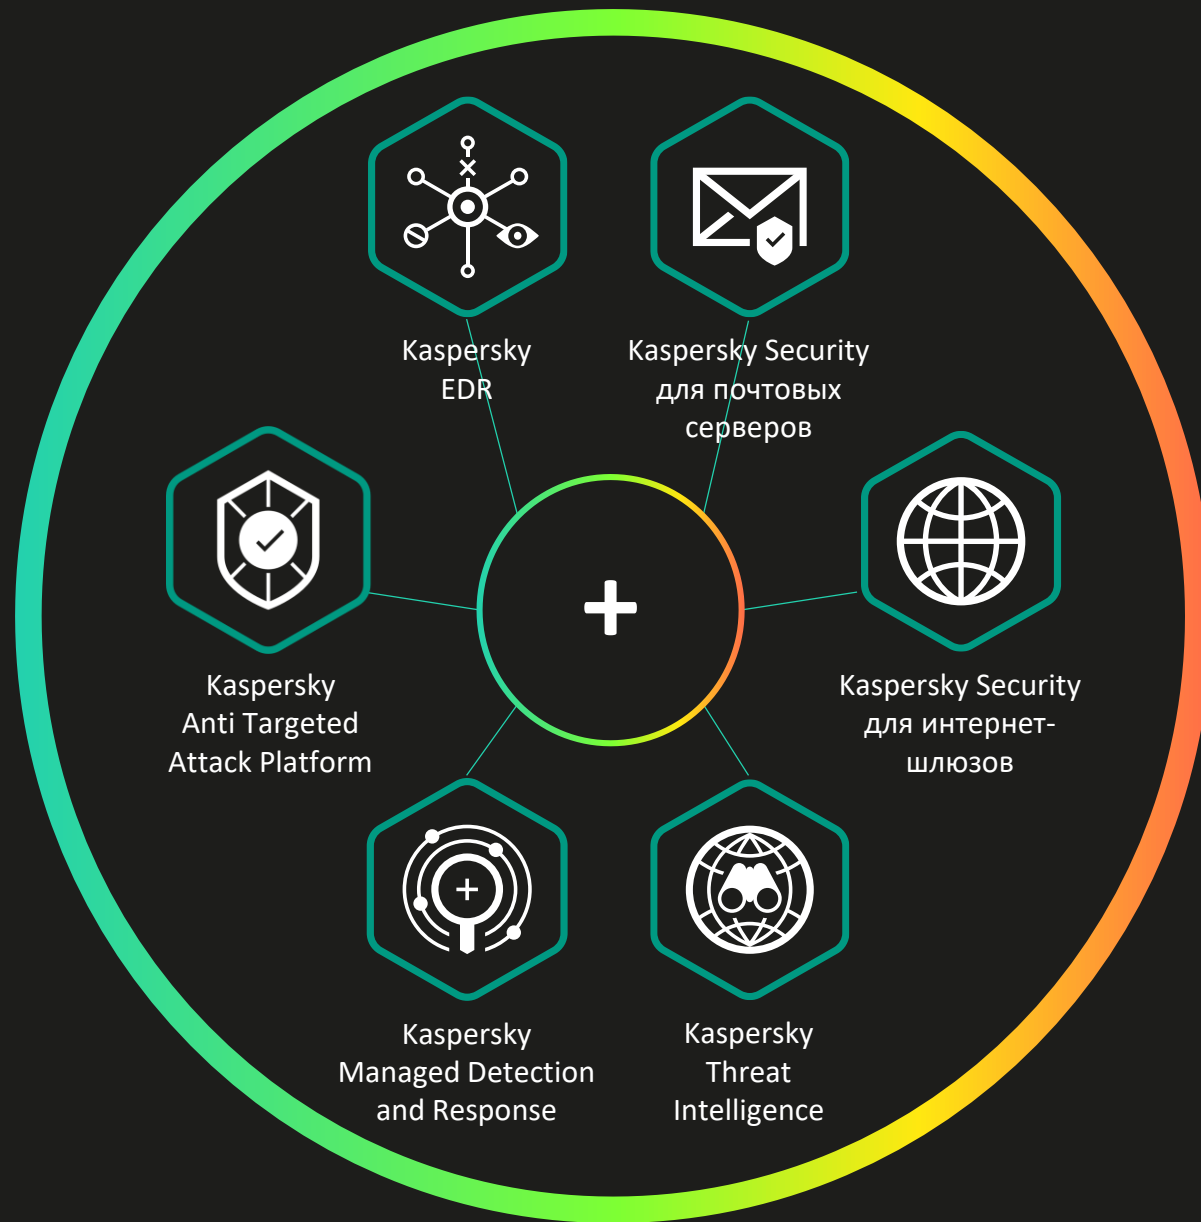 Kaspersky
EDR
Kaspersky Security
для почтовых
серверов
Kaspersky
Anti Targeted
Attack Platform
Kaspersky Security
для интернет-
шлюзов
Kaspersky
Managed Detection
and Response
Kaspersky
Threat
Intelligence